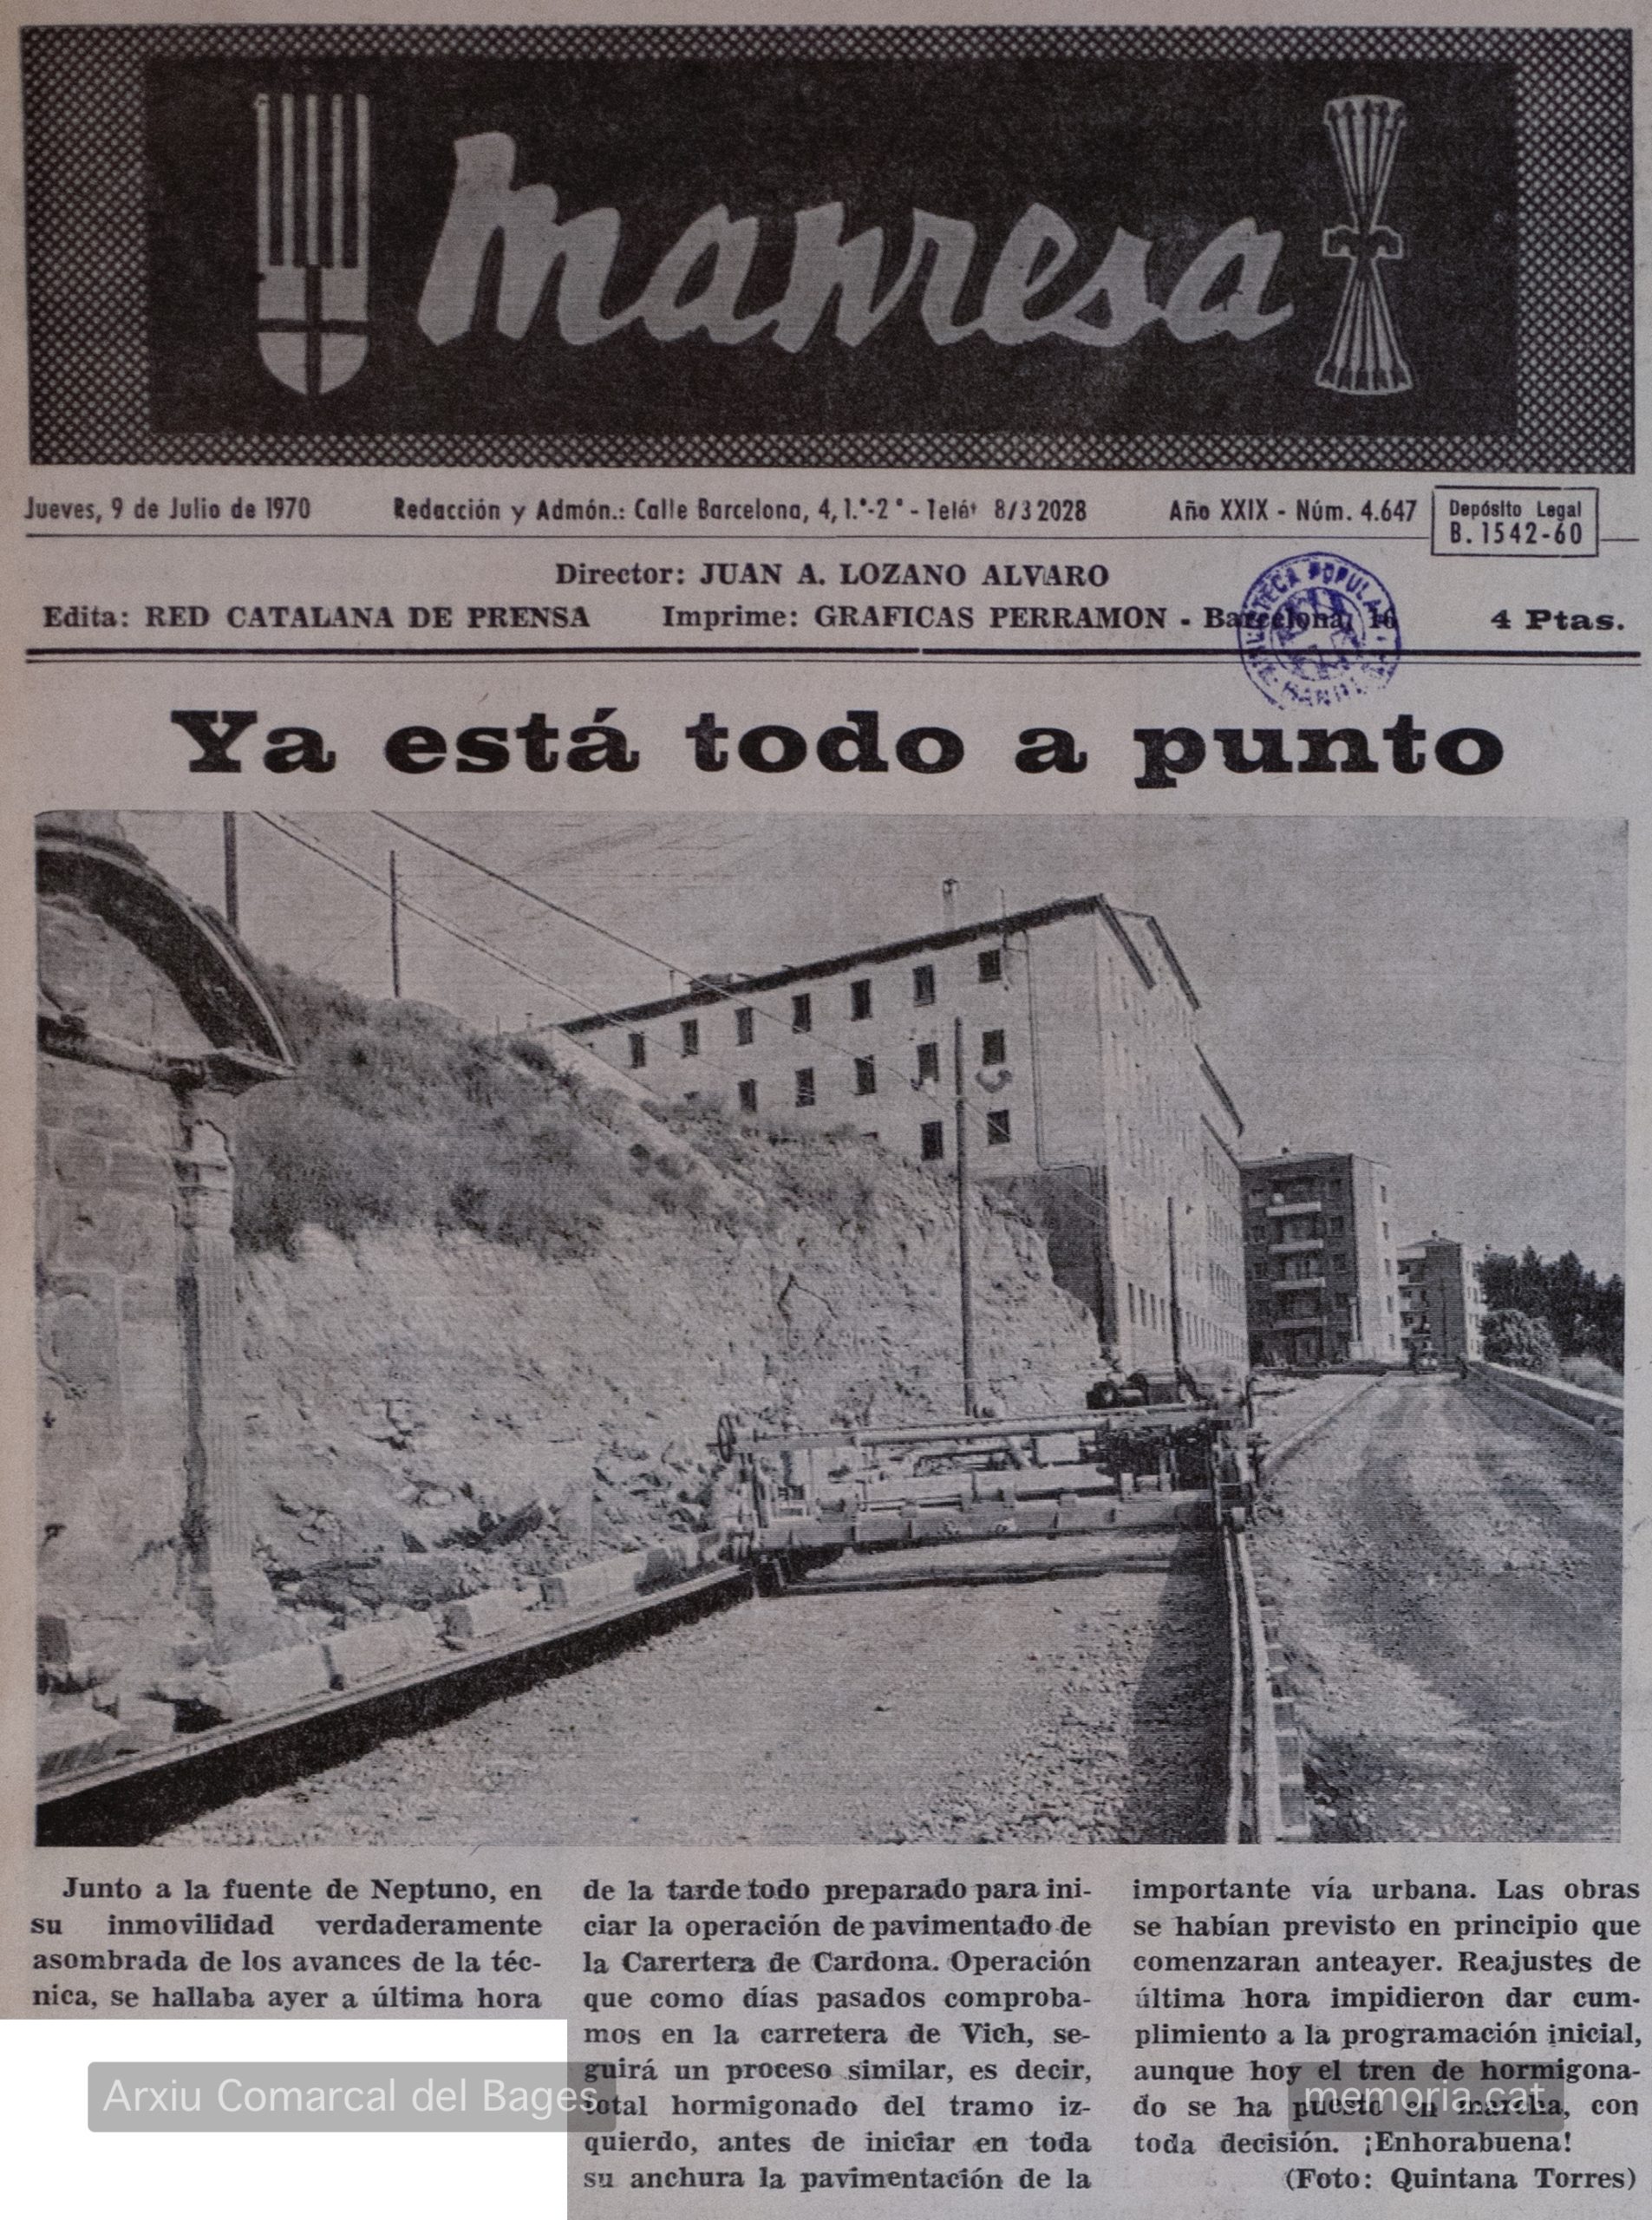 manresa
Jueves, 9 de Julio de 1970
Redacción y Admón.: Calle Barcelona, 4, 1.°-2° - Teléf 8/3 2028
Año XXIX - Núm. 4.647
Depósito Legal
B. 1542-60
Director: JUAN A. LOZANO ALVARO
Edita: RED CATALANA DE PRENSA
Imprime: GRAFICAS PERRAMON - Barcelona, 16
4 Ptas.
Ya está todo a punto
Junto a la fuente de Neptuno, en
su inmovilidad verdaderamente
asombrada de los avances de la téc-
nica, se hallaba ayer a última hora
de la tarde todo preparado para ini-
ciar la operación de pavimentado de
la Carertera de Cardona. Operación
que como días pasados comproba-
mos en la carretera de Vich, se-
guirá un proceso similar, es decir,
total hormigonado del tramo iz-
quierdo, antes de iniciar en toda
su anchura la pavimentación de la
importante vía urbana. Las obras
se habían previsto en principio que
comenzaran anteayer. Reajustes de
última hora impidieron dar cum-
plimiento a la programación inicial,
aunque hoy el tren de hormigona-
do se ha puesto en marcha, con
toda decisión. ¡Enhorabuena!
(Foto: Quintana Torres)
Arxiu Comarcal del Bages
memoria.cat